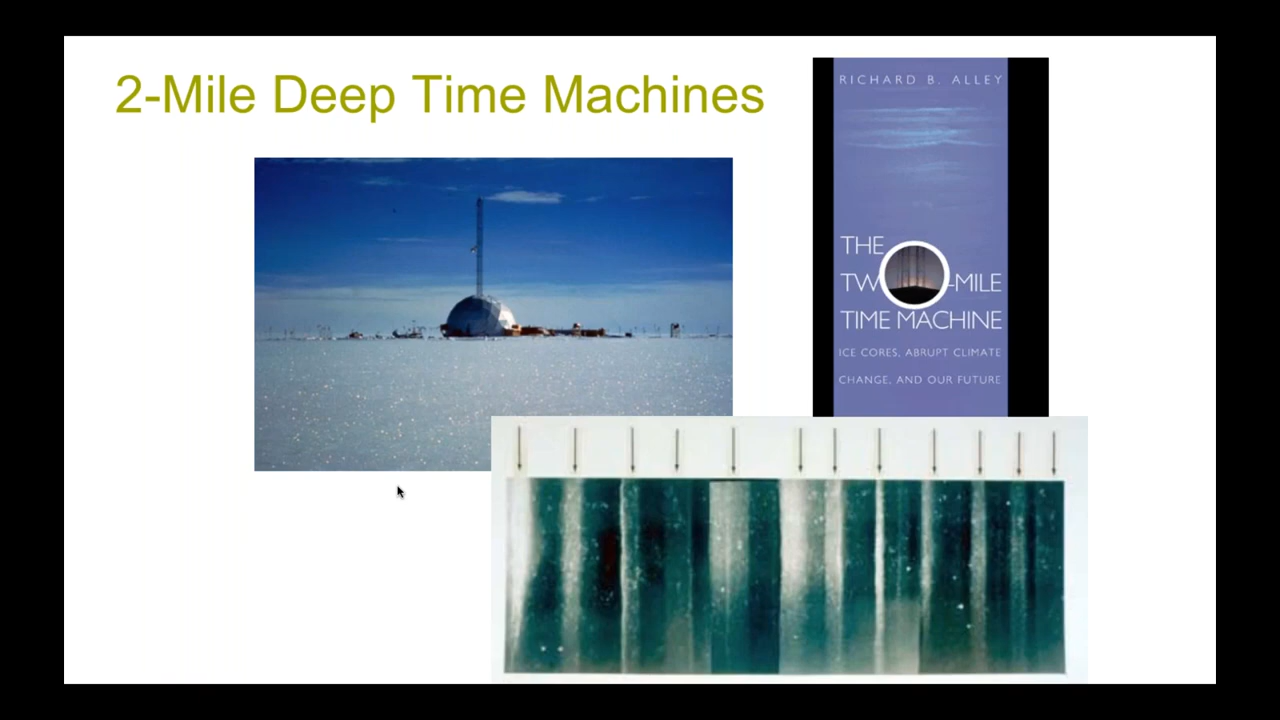 2-Mile Deep Time Machines
RICHARD B. ALLEY
THE
TW -MILE
TIME MACHINE
ICE CORES, ABRUPT CLIMATE
CHANGE, AND OUR FUTURE